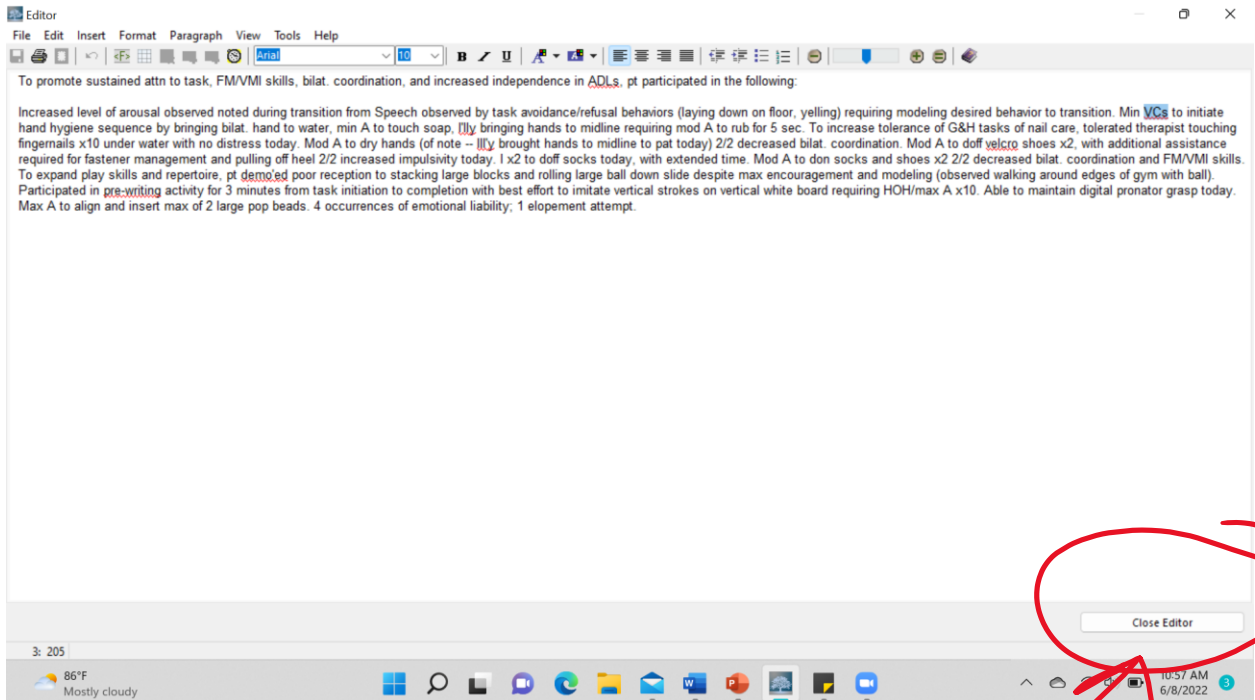 Editor
File Edit Insert Format Paragraph View Tools Help
Arial 10 B I U
To promote sustained attn to task, FM/VMI skills, bilat. coordination, and increased independence in ADLs, pt participated in the following:
Increased level of arousal observed noted during transition from Speech observed by task avoidance/refusal behaviors (laying down on floor, yelling) requiring modeling desired behavior to transition. Min VCs to initiate
hand hygiene sequence by bringing bilat. hand to water, min A to touch soap, I'lly bringing hands to midline requiring mod A to rub for 5 sec. To increase tolerance of G&H tasks of nail care, tolerated therapist touching
fingernails x10 under water with no distress today. Mod A to dry hands (of note -- Ill'y brought hands to midline to pat today) 2/2 decreased bilat. coordination. Mod A to doff velcro shoes x2, with additional assistance
required for fastener management and pulling off heel 2/2 increased impulsivity today. I x2 to doff socks today, with extended time. Mod A to don socks and shoes x2 2/2 decreased bilat. coordination and FM/VMI skills.
To expand play skills and repertoire, pt demo'ed poor reception to stacking large blocks and rolling large ball down slide despite max encouragement and modeling (observed walking around edges of gym with ball).
Participated in pre-writing activity for 3 minutes from task initiation to completion with best effort to imitate vertical strokes on vertical white board requiring HOH/max A x10. Able to maintain digital pronator grasp today.
Max A to align and insert max of 2 large pop beads. 4 occurrences of emotional liability; 1 elopement attempt.
Close Editor
3: 205
86°F
Mostly cloudy
10:57 AM
6/8/2022
3